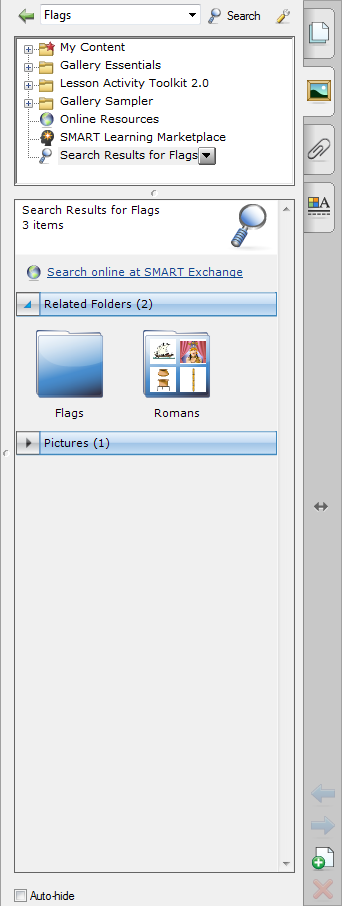 Flags
Search
My Content
Gallery Essentials
Lesson Activity Toolkit 2.0
Gallery Sampler
Online Resources
SMART Learning Marketplace
Search Results for Flags
Search Results for Flags
3 items
Search online at SMART Exchange
Related Folders (2)
Flags
Romans
Pictures (1)
Auto-hide